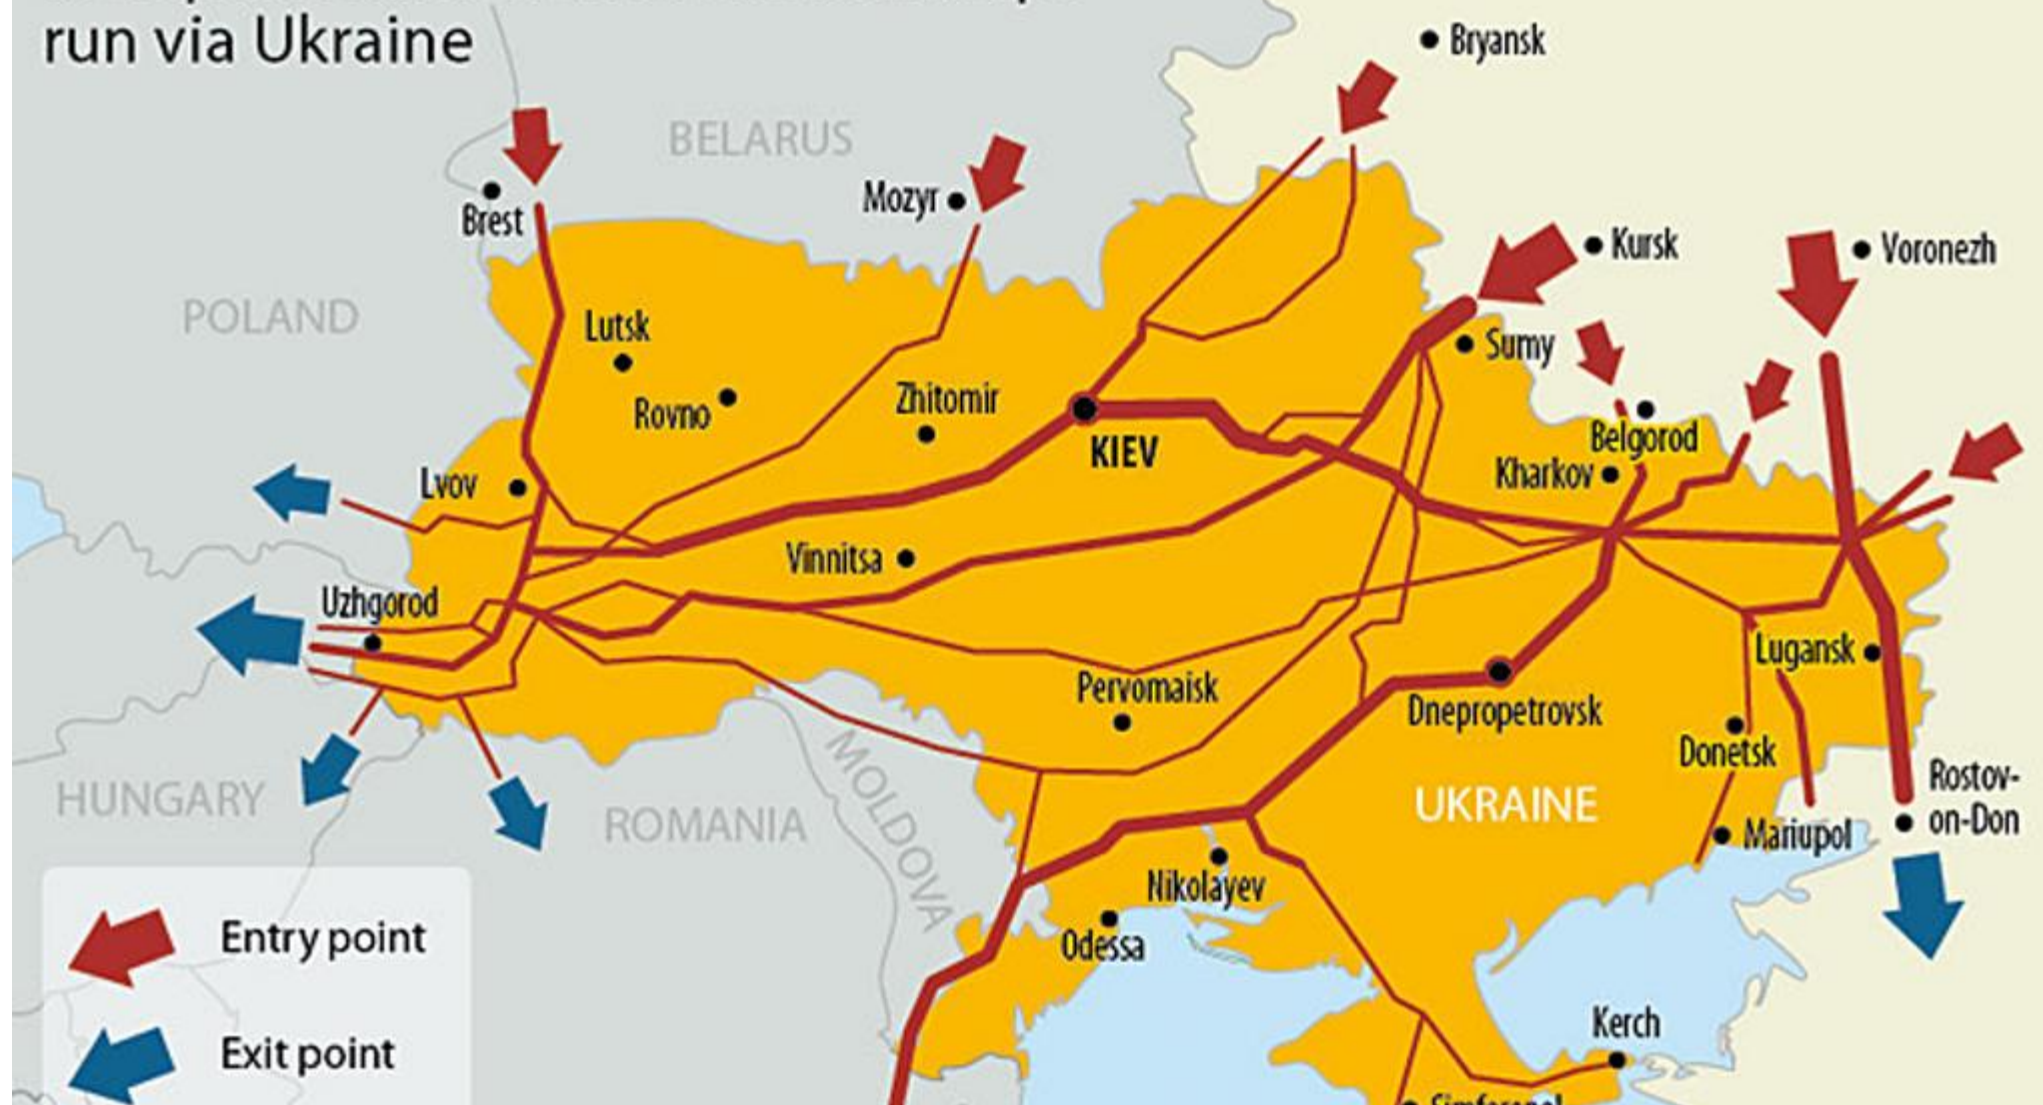 run via Ukraine
Bryansk
BELARUS
Mozyr
Brest
Kursk
Voronezh
POLAND
Lutsk
Sumy
Zhitomir
Rovno
KIEV
Belgorod
Kharkov
Lvov
Vinnitsa
Uzhgorod
Lugansk
Pervomaisk
Dnepropetrovsk
Donetsk
MOLDOVA
HUNGARY
ROMANIA
UKRAINE
Rostov-
on-Don
Mariupol
Nikolayev
Odessa
Entry point
Kerch
Exit point